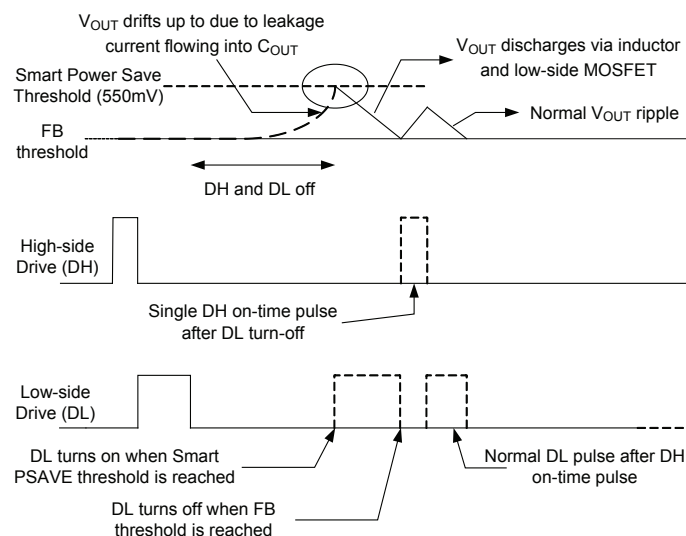 VOUT drifts up to due to leakage
current flowing into COUT
VOUT discharges via inductor
and low-side MOSFET
Smart Power Save
Threshold (550mV)
Normal VOUT ripple
FB
threshold
DH and DL off
High-side
Drive (DH)
Single DH on-time pulse
after DL turn-off
Low-side
Drive (DL)
DL turns on when Smart
PSAVE threshold is reached
Normal DL pulse after DH
on-time pulse
DL turns off when FB
threshold is reached